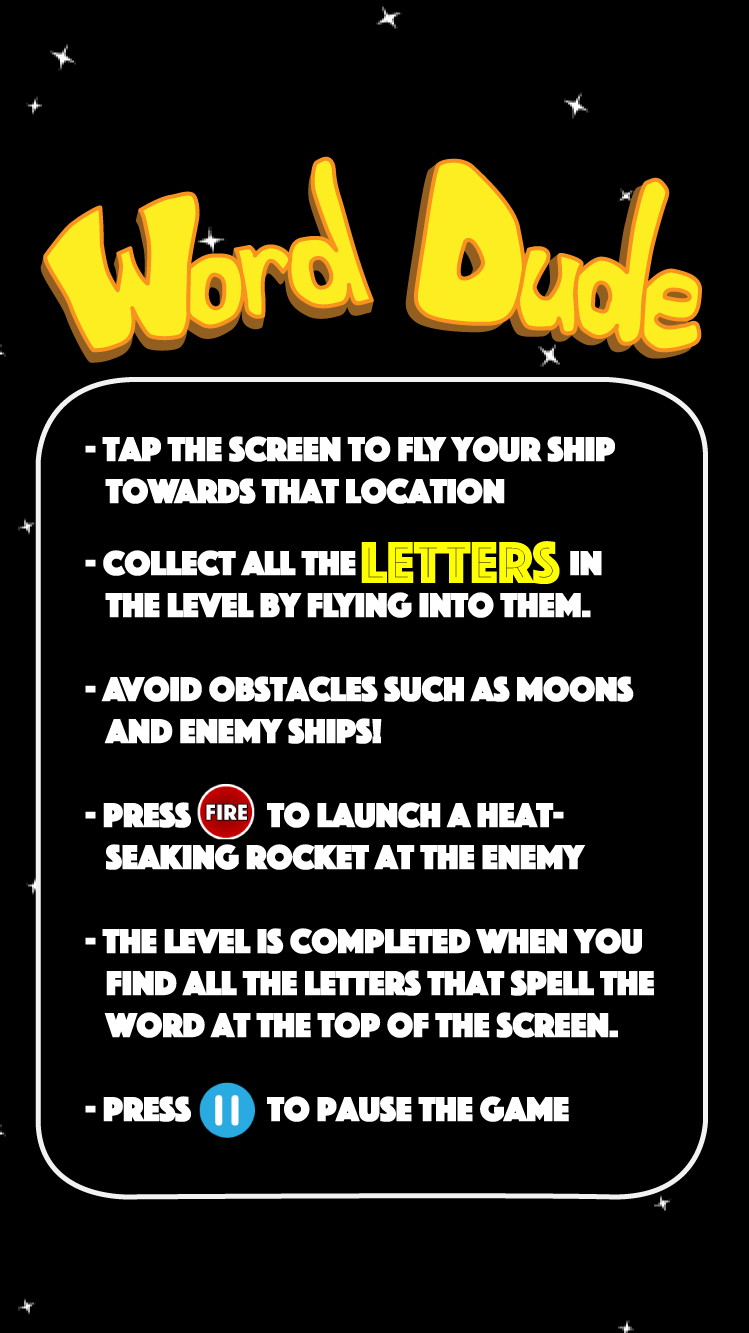 Word Dude
- TAP THE SCREEN TO FLY YOUR SHIP
TOWARDS THAT LOCATION
- COLLECT ALL THE LETTERS IN
THE LEVEL BY FLYING INTO THEM.
- AVOID OBSTACLES SUCH AS MOONS
AND ENEMY SHIPS!
- PRESS FIRE TO LAUNCH A HEAT-
SEAKING ROCKET AT THE ENEMY
- THE LEVEL IS COMPLETED WHEN YOU
FIND ALL THE LETTERS THAT SPELL THE
WORD AT THE TOP OF THE SCREEN.
- PRESS TO PAUSE THE GAME